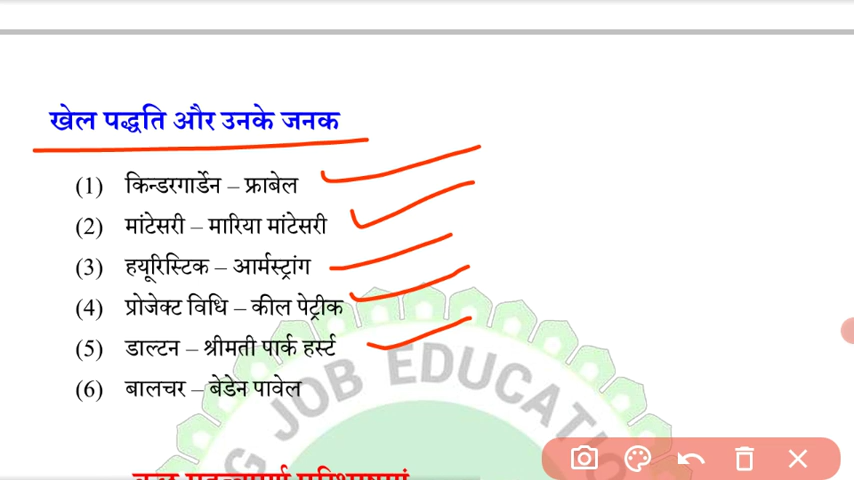 खेल पद्धति और उनके जनक
(1) किन्डरगार्डेन – फ्राबेल
(2) मांटेसरी – मारिया मांटेसरी
(3) हयूरिस्टिक – आर्मस्ट्रांग
(4) प्रोजेक्ट विधि – कील पेट्रीक
(5) डाल्टन – श्रीमती पार्क हर्स्ट
(6) बालचर – बेडेन पावेल
G JOB EDUCATIO